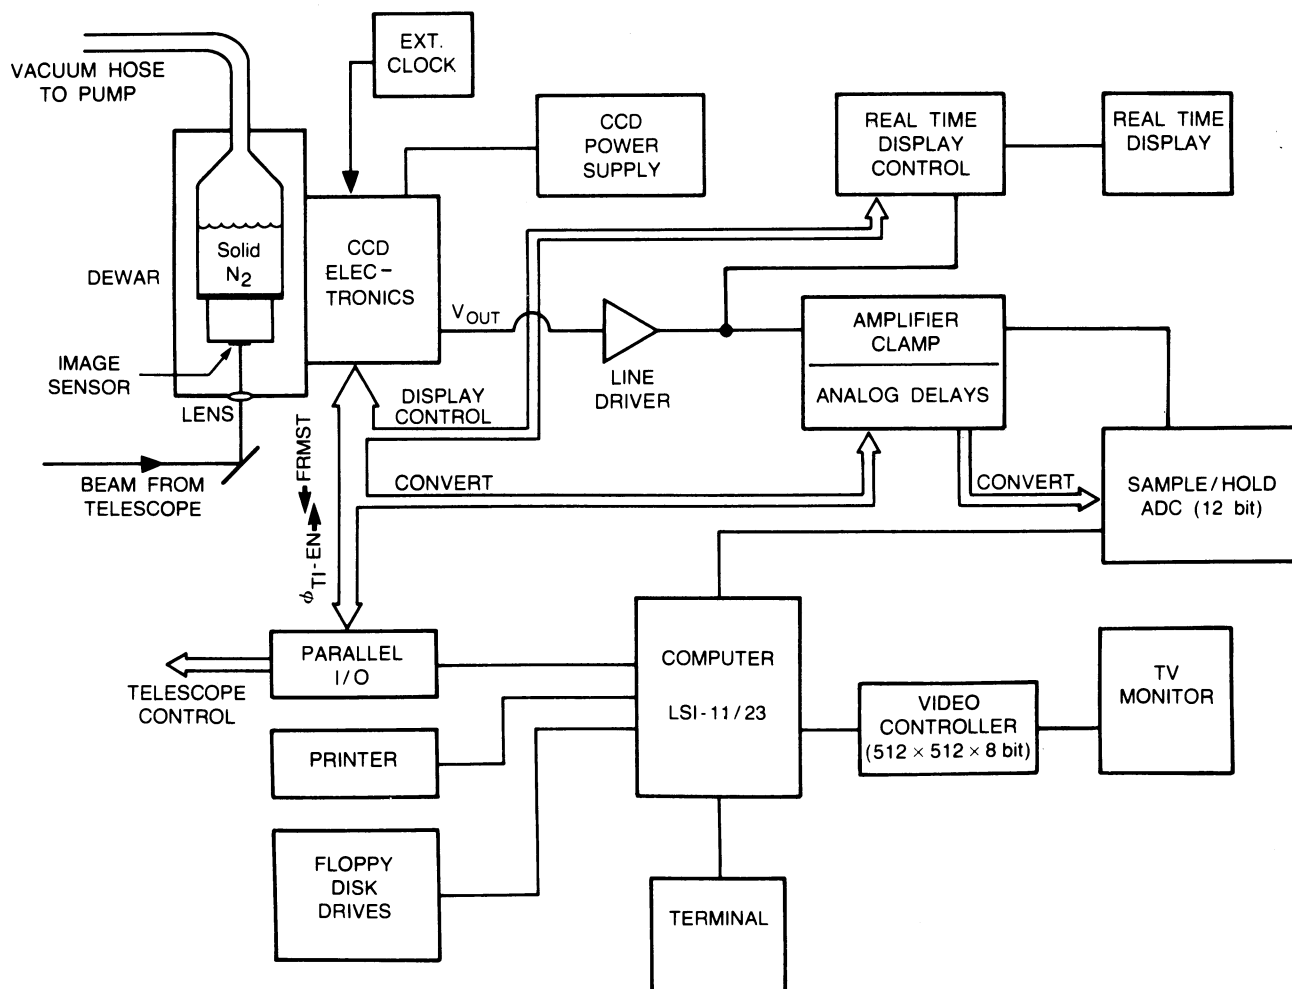 VACUUM HOSE
TO PUMP
EXT.
CLOCK
CCD
POWER
SUPPLY
REAL TIME
DISPLAY
CONTROL
REAL TIME
DISPLAY
DEWAR
Solid
N2
CCD
ELEC-
TRONICS
VOUT
LINE
DRIVER
AMPLIFIER
CLAMP
ANALOG DELAYS
IMAGE
SENSOR
LENS
DISPLAY
CONTROL
BEAM FROM
TELESCOPE
FRMST
ΦTI-EN
CONVERT
CONVERT
SAMPLE/HOLD
ADC (12 bit)
PARALLEL
I/O
TELESCOPE
CONTROL
COMPUTER
LSI-11/23
VIDEO
CONTROLLER
(512 × 512 × 8 bit)
TV
MONITOR
PRINTER
FLOPPY
DISK
DRIVES
TERMINAL